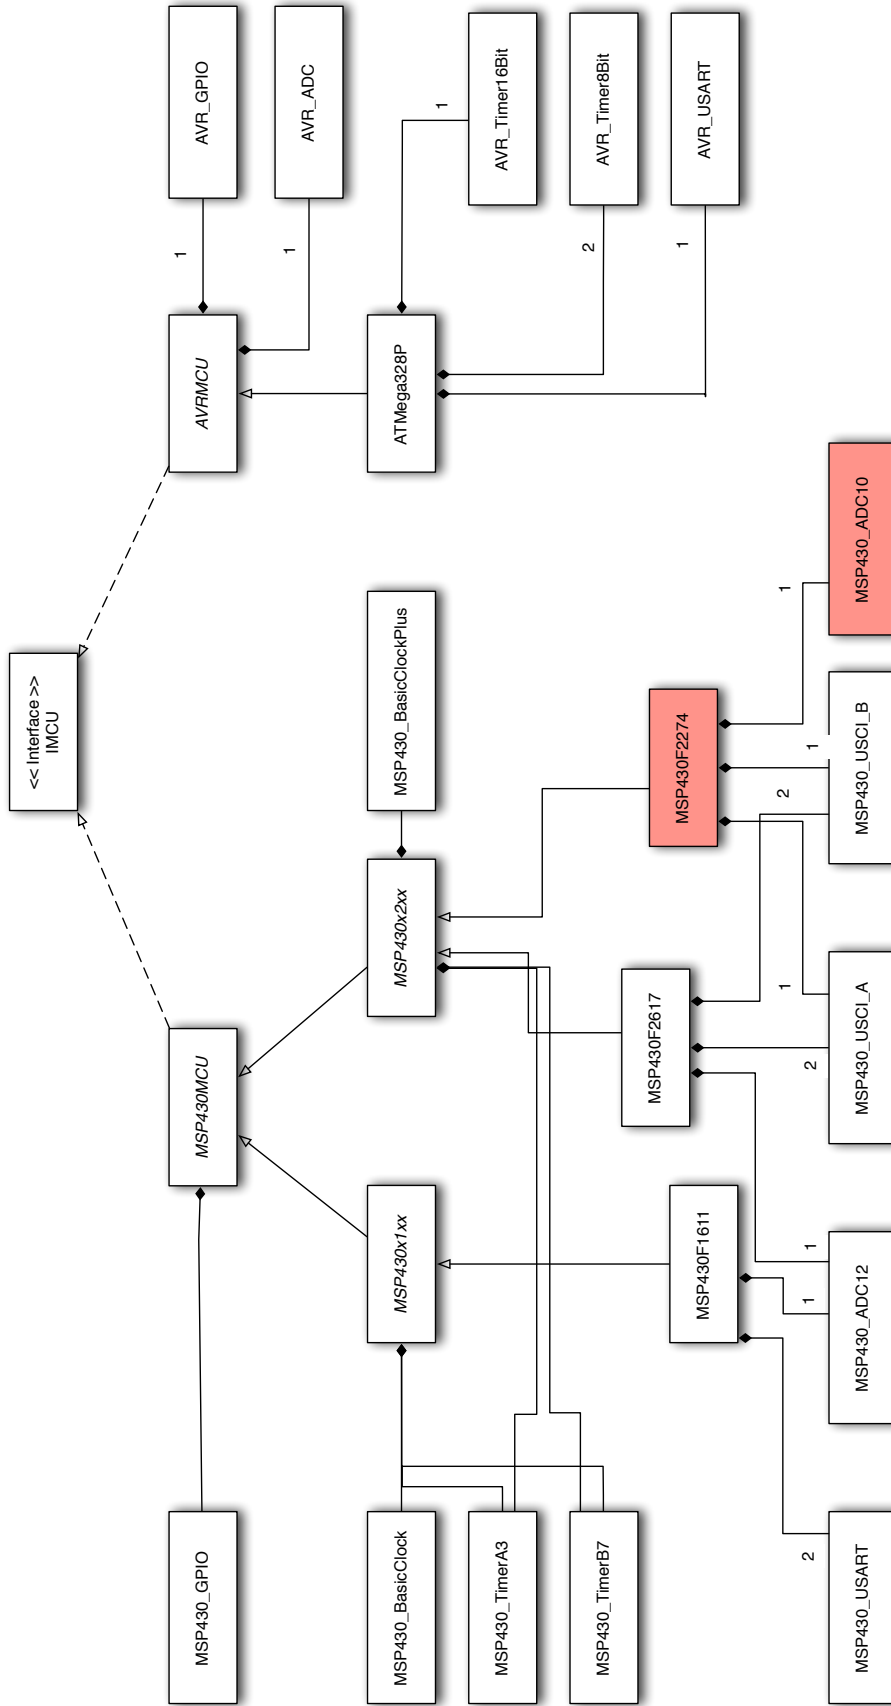 << Interface >>
IMCU
MSP430_GPIO
MSP430MCU
AVRMCU
1
AVR_GPIO
1
AVR_ADC
MSP430_BasicClock
MSP430x1xx
MSP430x2xx
MSP430_BasicClockPlus
ATMega328P
1
AVR_Timer16Bit
MSP430_TimerA3
2
AVR_Timer8Bit
MSP430_TimerB7
1
AVR_USART
MSP430F1611
MSP430F2617
MSP430F2274
2
1
1
2
1
2
1
1
MSP430_USART
MSP430_ADC12
MSP430_USCI_A
MSP430_USCI_B
MSP430_ADC10